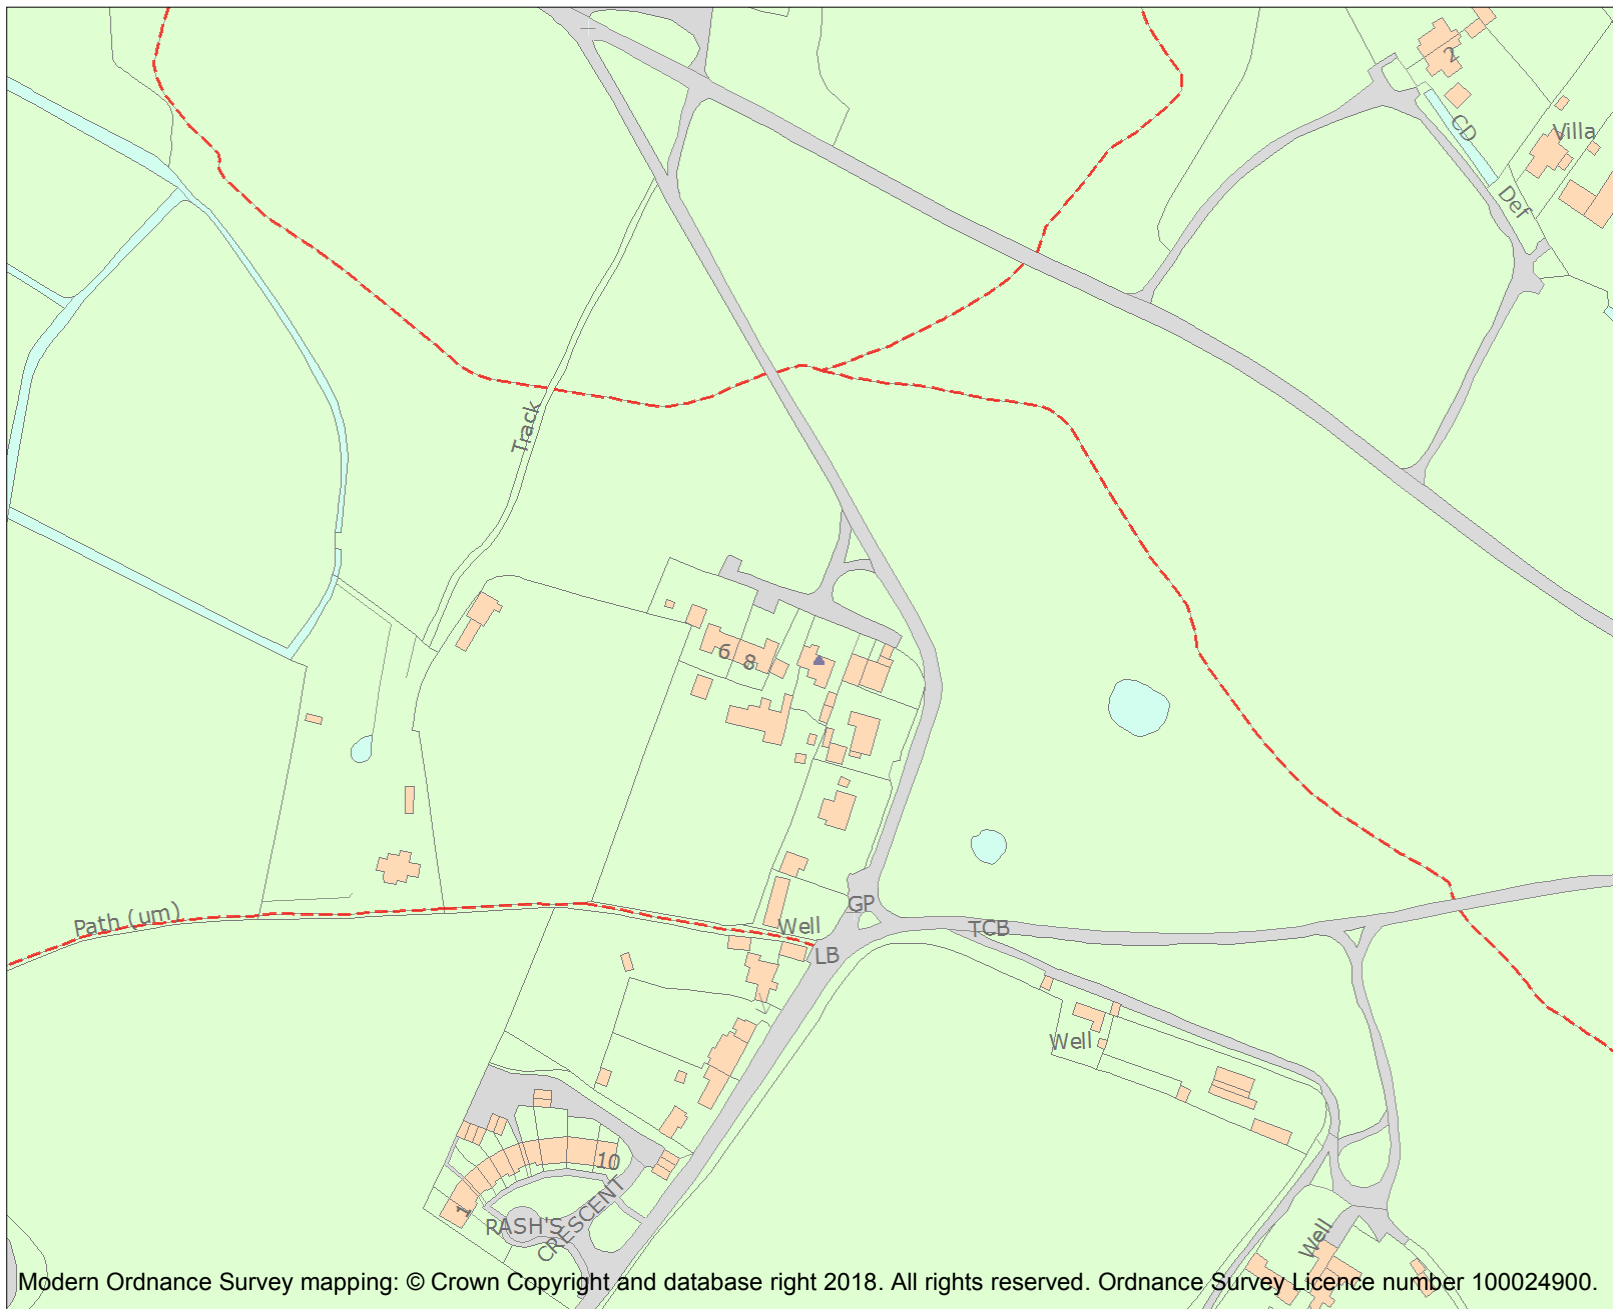 2
CD
Villa
Def
Track
6
8
Path (um)
GP
Well
TCB
LB
Well
10
1
RASH'S
CRESCENT
Well
Modern Ordnance Survey mapping: © Crown Copyright and database right 2018. All rights reserved. Ordnance Survey Licence number 100024900.